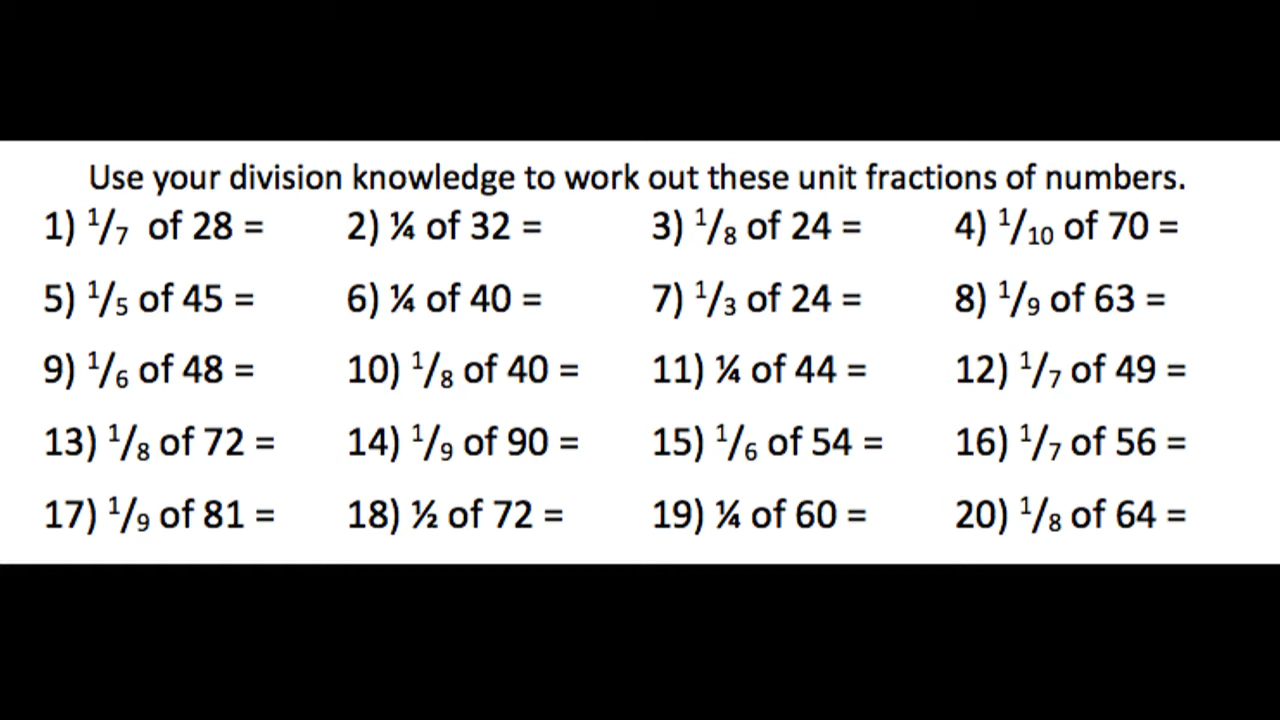 Use your division knowledge to work out these unit fractions of numbers.
1) ¹/₇ of 28 = 2) ¼ of 32 = 3) ¹/₈ of 24 = 4) ¹/₁₀ of 70 =
5) ¹/₅ of 45 = 6) ¼ of 40 = 7) ¹/₃ of 24 = 8) ¹/₉ of 63 =
9) ¹/₆ of 48 = 10) ¹/₈ of 40 = 11) ¼ of 44 = 12) ¹/₇ of 49 =
13) ¹/₈ of 72 = 14) ¹/₉ of 90 = 15) ¹/₆ of 54 = 16) ¹/₇ of 56 =
17) ¹/₉ of 81 = 18) ½ of 72 = 19) ¼ of 60 = 20) ¹/₈ of 64 =